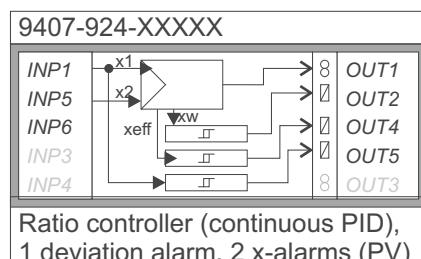 9407-924-XXXXX
INP1 x1 8 OUT1
INP5 x2 OUT2
INP6 xeff xw OUT4
INP3 OUT5
INP4 8 OUT3
Ratio controller (continuous PID),
1 deviation alarm, 2 x-alarms (PV)